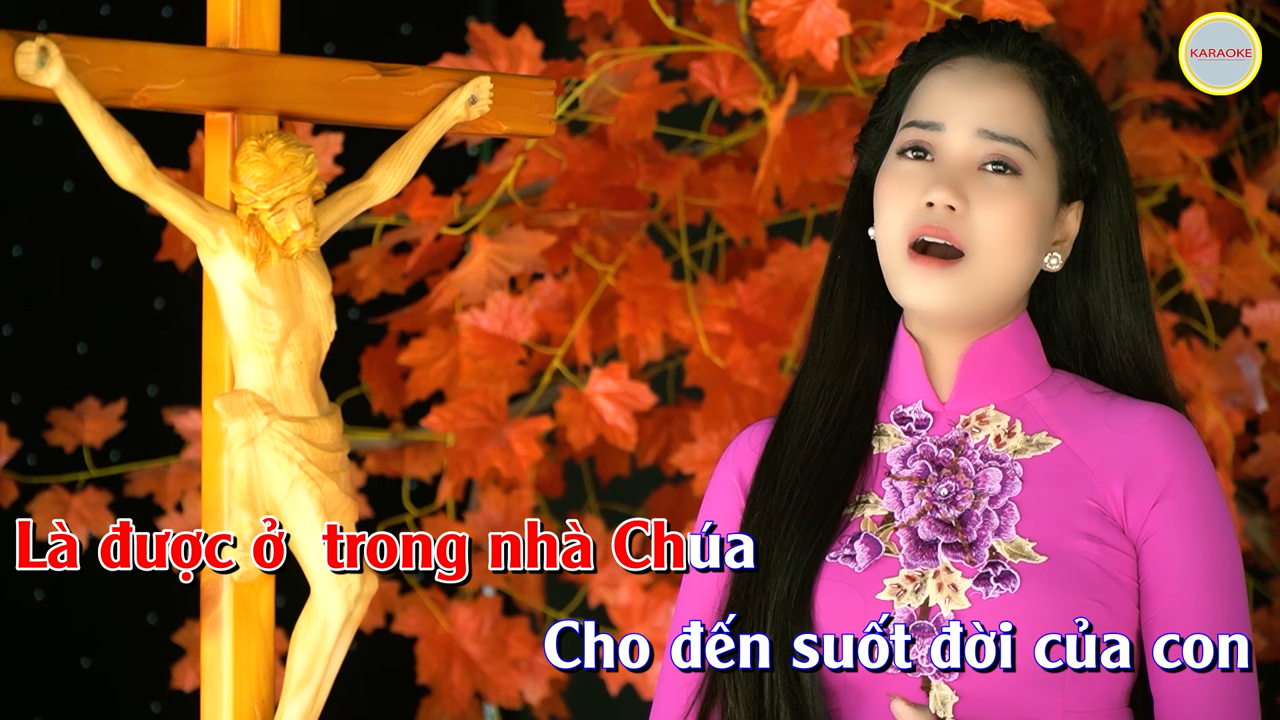 KARAOKE
Là được ở trong nhà Chúa
Cho đến suốt đời của con